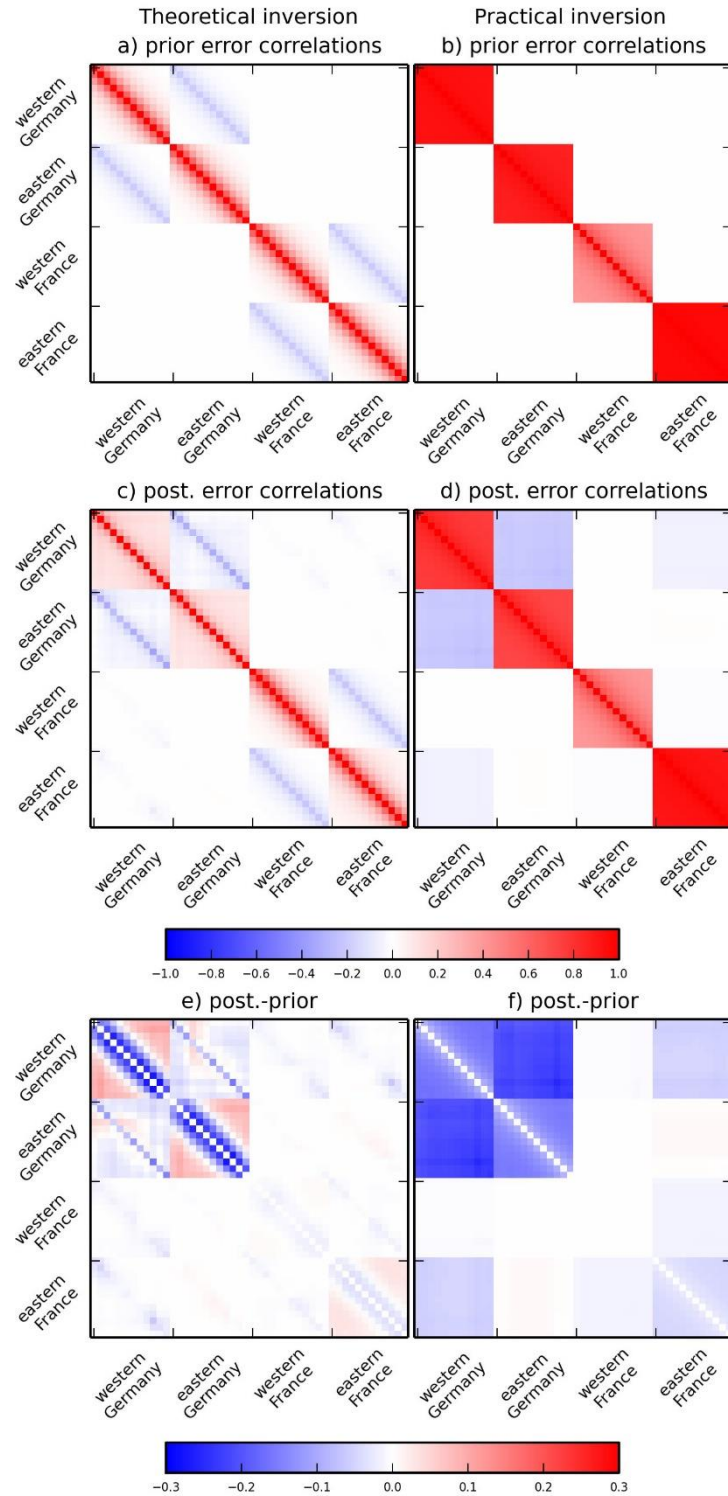 Theoretical inversion
Practical inversion
a) prior error correlations
b) prior error correlations
western
Germany
eastern
Germany
western
France
eastern
France
western
Germany
eastern
Germany
western
France
eastern
France
western
Germany
eastern
Germany
western
France
eastern
France
c) post. error correlations
d) post. error correlations
western
Germany
eastern
Germany
western
France
eastern
France
western
Germany
eastern
Germany
western
France
eastern
France
western
Germany
eastern
Germany
western
France
eastern
France
−1.0 −0.8 −0.6 −0.4 −0.2 0.0 0.2 0.4 0.6 0.8 1.0
e) post.-prior
f) post.-prior
western
Germany
eastern
Germany
western
France
eastern
France
western
Germany
eastern
Germany
western
France
eastern
France
western
Germany
eastern
Germany
western
France
eastern
France
−0.3 −0.2 −0.1 0.0 0.1 0.2 0.3